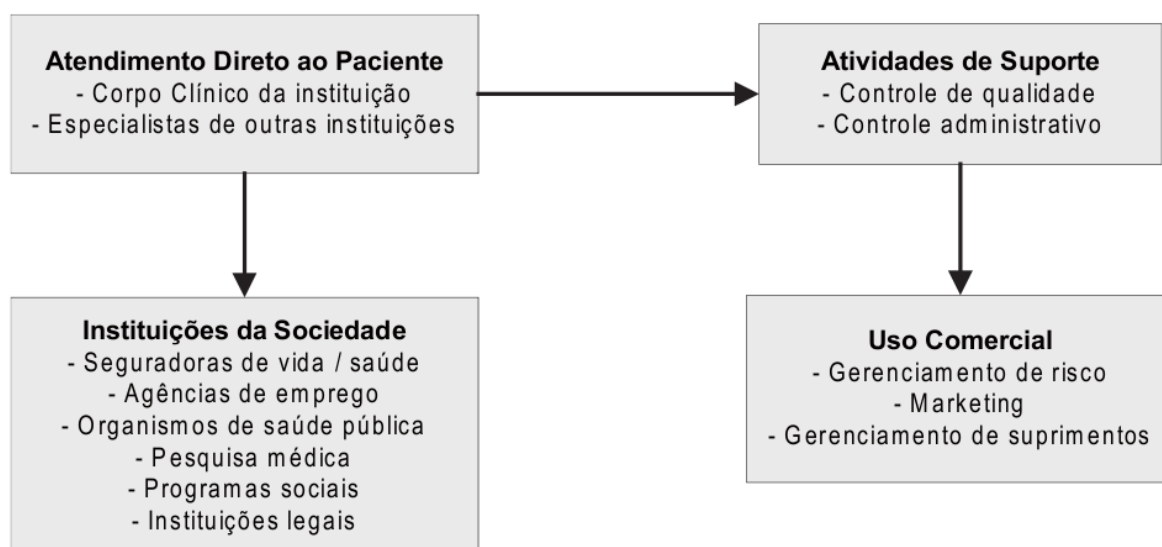 Atendimento Direto ao Paciente
- Corpo Clínico da instituição
- Especialistas de outras instituições
Atividades de Suporte
- Controle de qualidade
- Controle administrativo
Instituições da Sociedade
- Seguradoras de vida / saúde
- Agências de emprego
- Organismos de saúde pública
- Pesquisa médica
- Programas sociais
- Instituições legais
Uso Comercial
- Gerenciamento de risco
- Marketing
- Gerenciamento de suprimentos